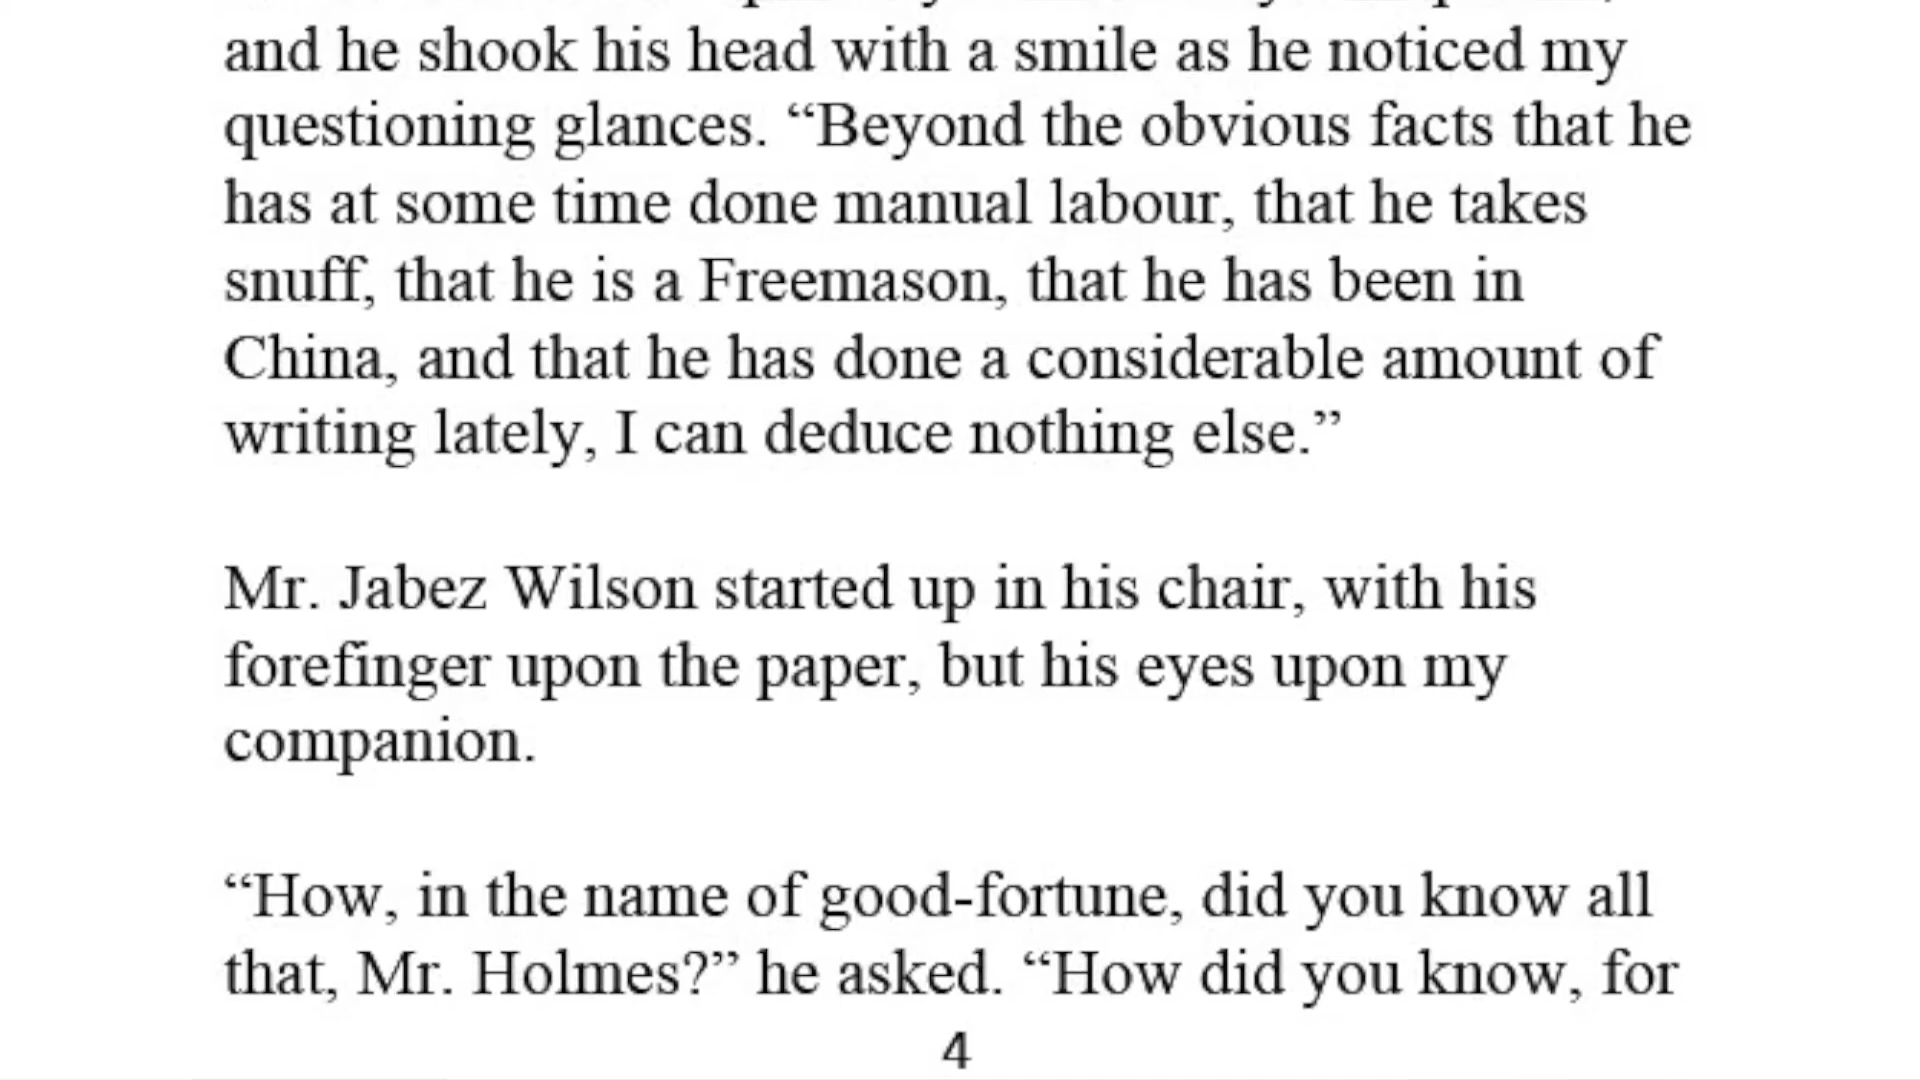 and he shook his head with a smile as he noticed my
questioning glances. “Beyond the obvious facts that he
has at some time done manual labour, that he takes
snuff, that he is a Freemason, that he has been in
China, and that he has done a considerable amount of
writing lately, I can deduce nothing else.”
Mr. Jabez Wilson started up in his chair, with his
forefinger upon the paper, but his eyes upon my
companion.
“How, in the name of good-fortune, did you know all
that, Mr. Holmes?” he asked. “How did you know, for
4